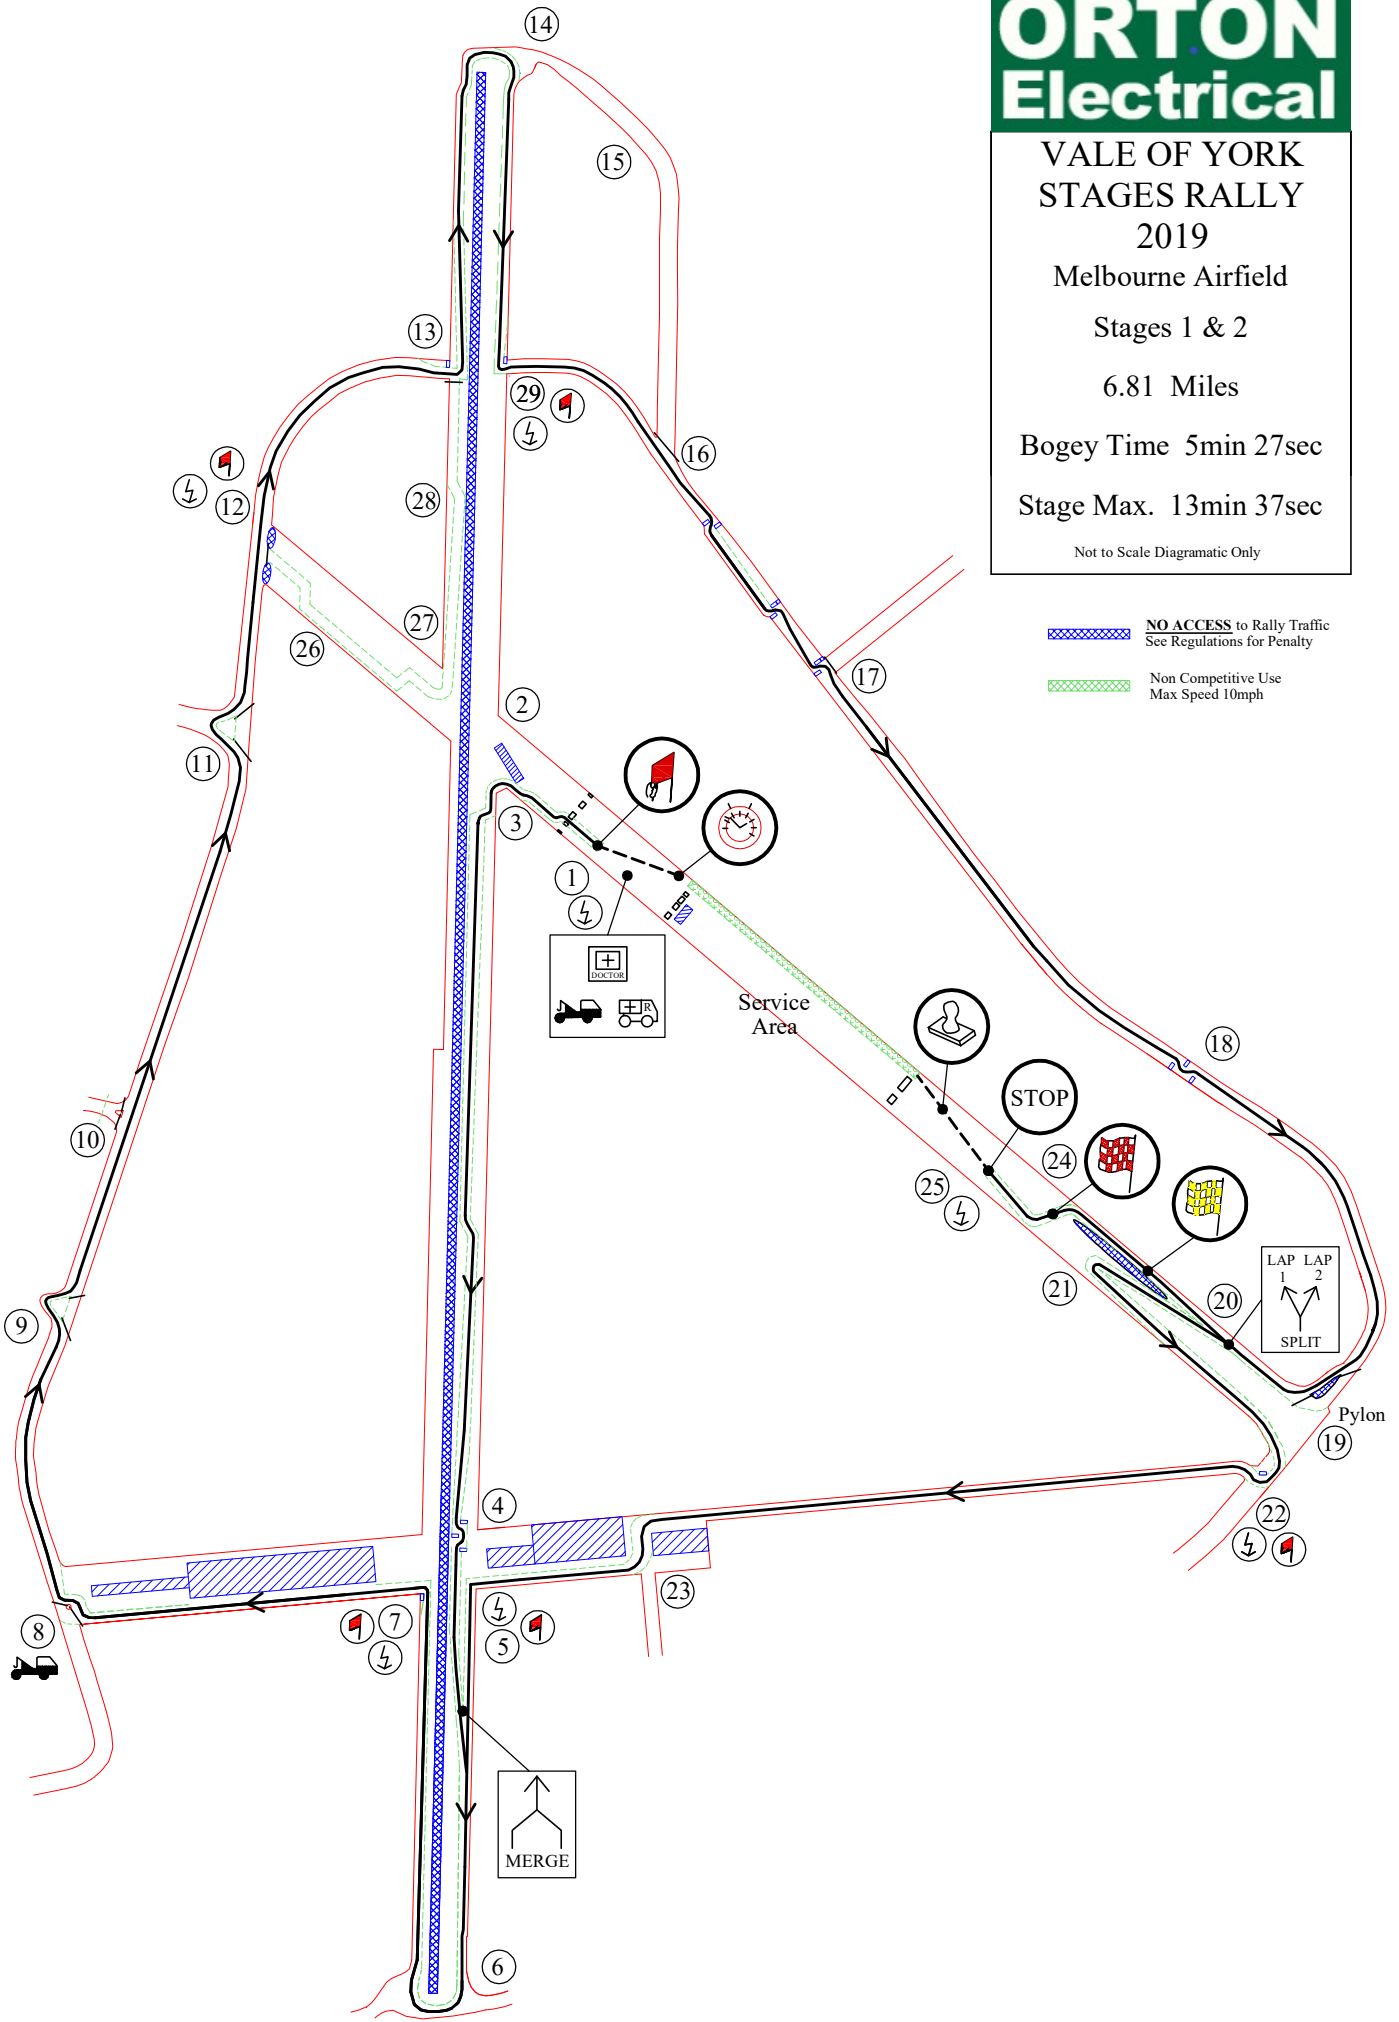 ORTON
Electrical
VALE OF YORK
STAGES RALLY
2019
Melbourne Airfield
Stages 1 & 2
6.81 Miles
Bogey Time 5min 27sec
Stage Max. 13min 37sec
Not to Scale Diagramatic Only
NO ACCESS to Rally Traffic
See Regulations for Penalty
Non Competitive Use
Max Speed 10mph
14
15
13
29
16
12
28
27
26
17
2
11
3
1
DOCTOR
R
Service
Area
18
STOP
10
24
25
LAP LAP
1 2
SPLIT
21
20
9
Pylon
19
4
22
23
7
5
8
MERGE
6